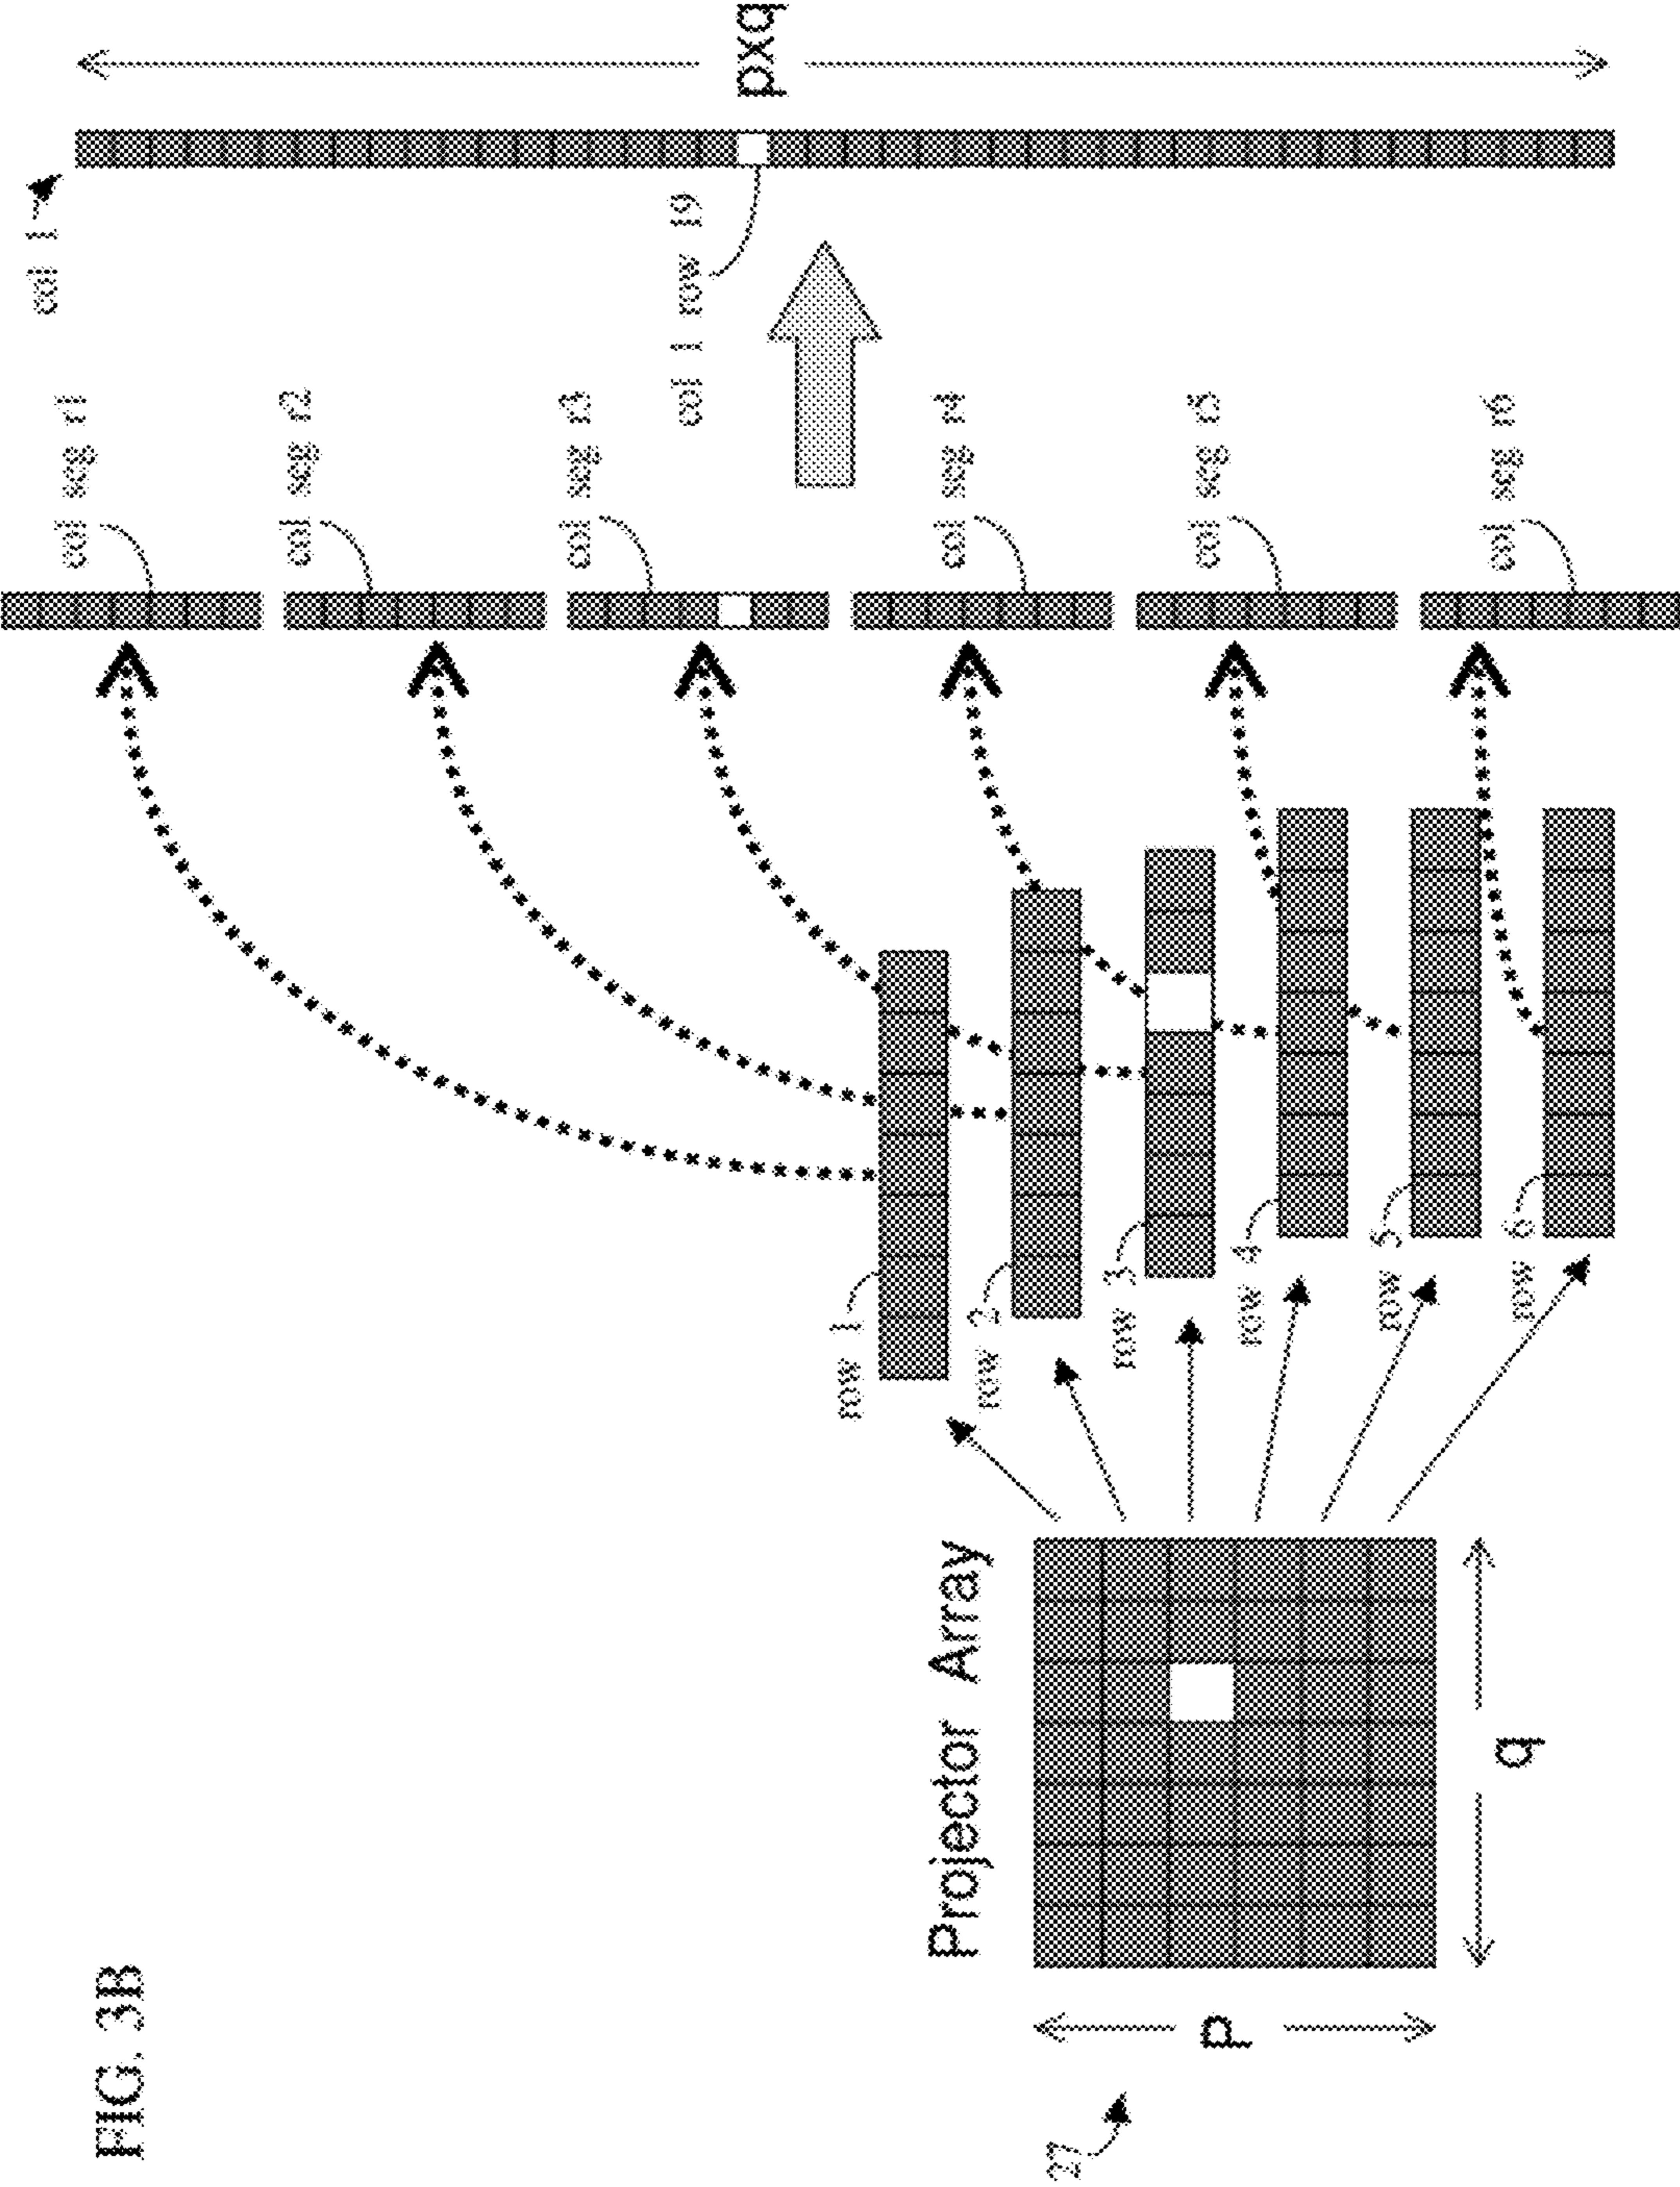 FIG. 3B
27
Projector Array
p
q
row 1
row 2
row 3
row 4
row 5
row 6
col seg r1
col seg r2
col seg r3
col seg r4
col seg r5
col seg r6
col 1
col 1 row 19
pxq